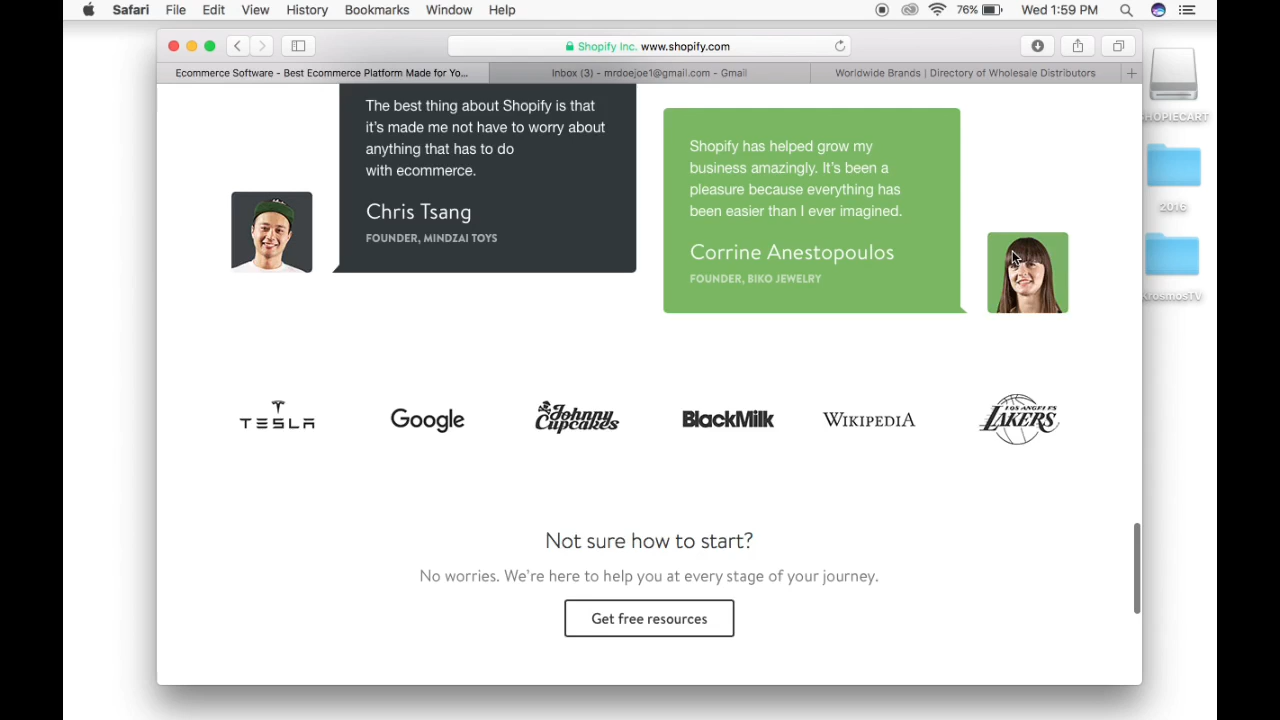 Safari File Edit View History Bookmarks Window Help 76% Wed 1:59 PM
Shopify Inc. www.shopify.com
Ecommerce Software - Best Ecommerce Platform Made for Yo... Inbox (3) - mrdoejoe1@gmail.com - Gmail Worldwide Brands | Directory of Wholesale Distributors
The best thing about Shopify is that
it's made me not have to worry about
anything that has to do
with ecommerce.
Chris Tsang
FOUNDER, MINDZAI TOYS
Shopify has helped grow my
business amazingly. It's been a
pleasure because everything has
been easier than I ever imagined.
Corrine Anestopoulos
FOUNDER, BIKO JEWELRY
SHOPIECART
2016
KrosmosTV
TESLA Google Johnny Cupcakes BlackMilk WIKIPEDIA LOS ANGELES LAKERS
Not sure how to start?
No worries. We're here to help you at every stage of your journey.
Get free resources